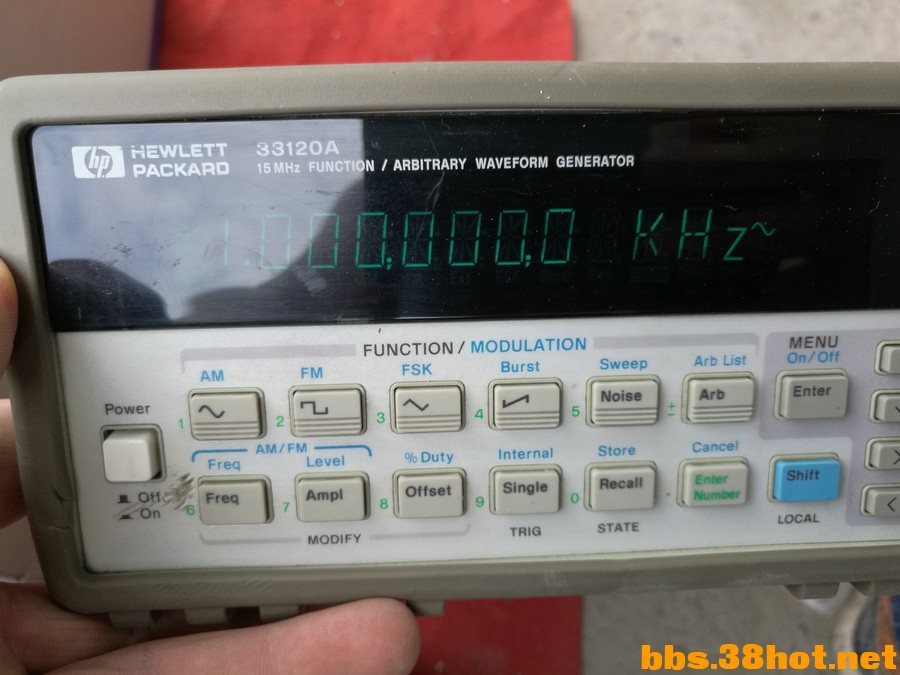 hp HEWLETT PACKARD 33120A
15 MHz FUNCTION / ARBITRARY WAVEFORM GENERATOR
1.000,000,0 KHz~
FUNCTION / MODULATION
MENU
On/Off
AM FM FSK Burst Sweep Arb List
Power
1 2 3 4 5 Noise ± Arb Enter
AM/FM
Freq Level % Duty Internal Store Cancel
Off
On
6 Freq 7 Ampl 8 Offset 9 Single 0 Recall . Enter Number Shift
MODIFY TRIG STATE LOCAL
bbs.38hot.net